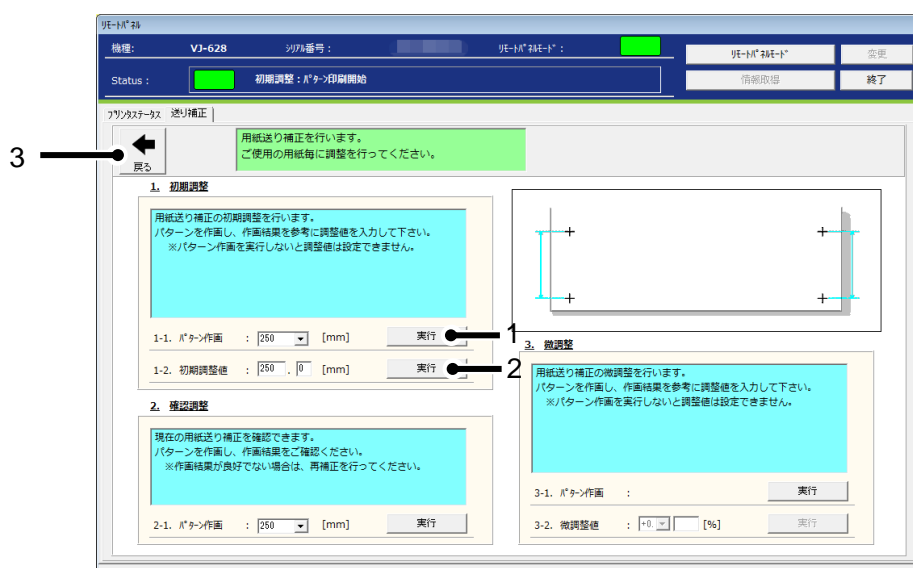 ﾘﾓｰﾄﾊﾟﾈﾙ
機種: VJ-628 ｼﾘｱﾙ番号: ﾘﾓｰﾄﾊﾟﾈﾙﾓｰﾄﾞ:
ﾘﾓｰﾄﾊﾟﾈﾙﾓｰﾄﾞ 変更
Status: 初期調整:ﾊﾟﾀｰﾝ印刷開始
情報取得 終了
ﾌﾟﾘﾝﾀｽﾃｰﾀｽ 送り補正
3
戻る
用紙送り補正を行います。
ご使用の用紙毎に調整を行ってください。
1. 初期調整
用紙送り補正の初期調整を行います。
パターンを作画し、作画結果を参考に調整値を入力して下さい。
※パターン作画を実行しないと調整値は設定できません。
1-1. ﾊﾟﾀｰﾝ作画 : 250 [mm] 実行 1
1-2. 初期調整値 : 250 . 0 [mm] 実行 2
2. 確認調整
現在の用紙送り補正を確認できます。
パターンを作画し、作画結果をご確認ください。
※作画結果が良好でない場合は、再補正を行ってください。
2-1. ﾊﾟﾀｰﾝ作画 : 250 [mm] 実行
3. 微調整
用紙送り補正の微調整を行います。
パターンを作画し、作画結果を参考に調整値を入力して下さい。
※パターン作画を実行しないと調整値は設定できません。
3-1. ﾊﾟﾀｰﾝ作画 : 実行
3-2. 微調整値 : +0. [%] 実行